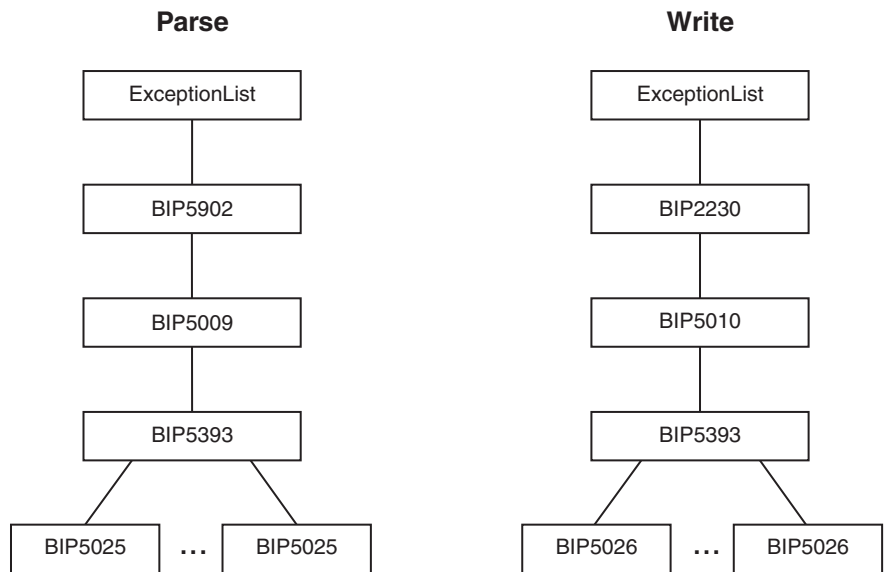 Parse
Write
ExceptionList
ExceptionList
BIP5902
BIP2230
BIP5009
BIP5010
BIP5393
BIP5393
BIP5025 ... BIP5025
BIP5026 ... BIP5026